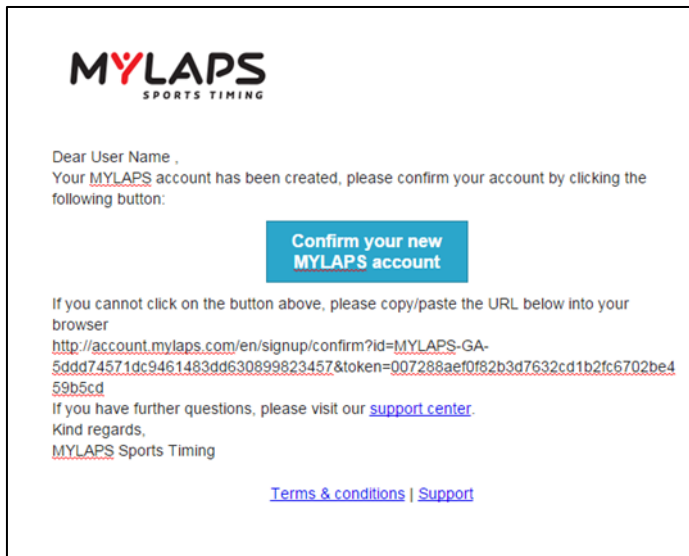 MYLAPS
SPORTS TIMING
Dear User Name ,
Your MYLAPS account has been created, please confirm your account by clicking the
following button:
Confirm your new
MYLAPS account
If you cannot click on the button above, please copy/paste the URL below into your
browser
http://account.mylaps.com/en/signup/confirm?id=MYLAPS-GA-
5ddd74571dc9461483dd630899823457&token=007288aef0f82b3d7632cd1b2fc6702be4
59b5cd
If you have further questions, please visit our support center.
Kind regards,
MYLAPS Sports Timing
Terms & conditions | Support